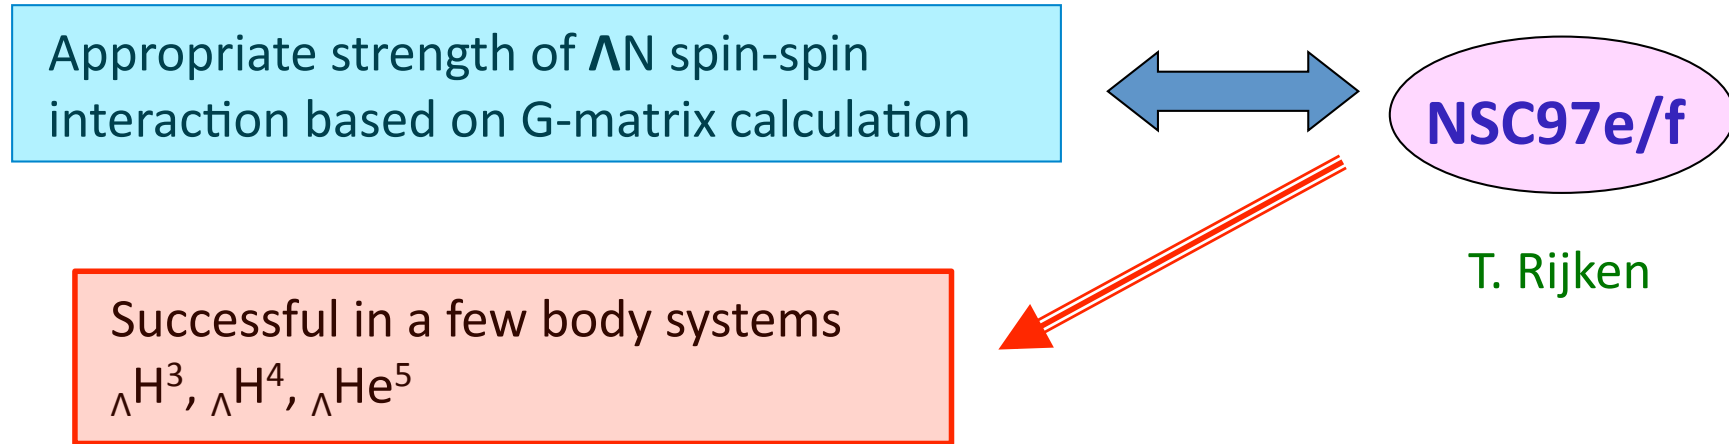 Appropriate strength of ΛN spin-spin
interaction based on G-matrix calculation
NSC97e/f
T. Rijken
Successful in a few body systems
ΛH³, ΛH⁴, ΛHe⁵